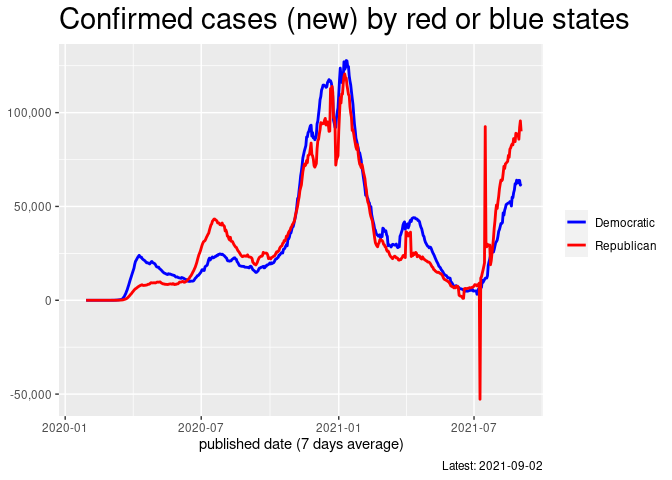 Confirmed cases (new) by red or blue states
100,000
50,000
0
-50,000
2020-01
2020-07
2021-01
2021-07
published date (7 days average)
Democratic
Republican
Latest: 2021-09-02